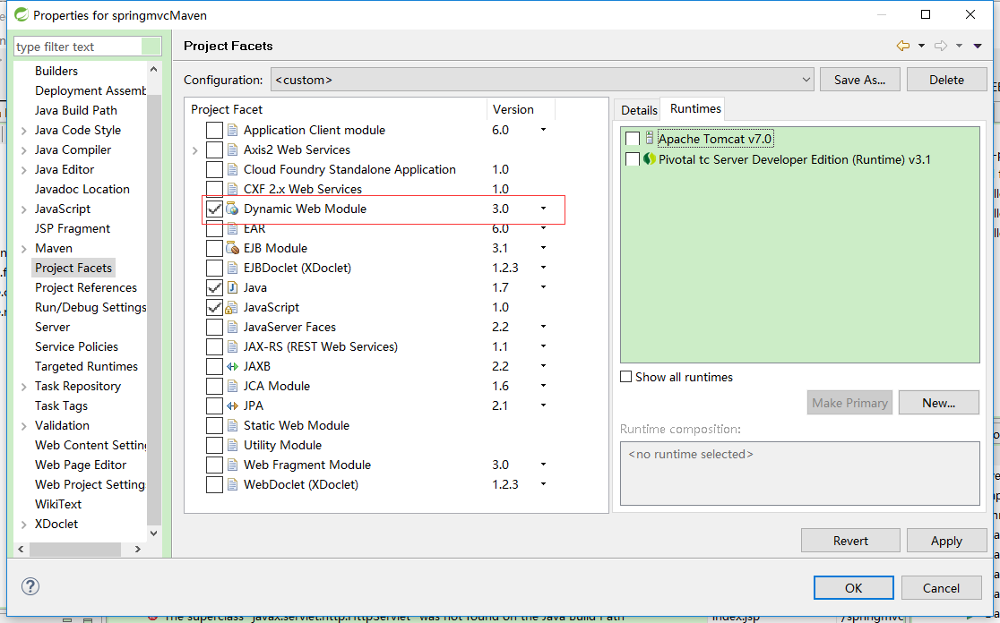 Properties for springmvcMaven
type filter text
Builders
Deployment Assemb
Java Build Path
Java Code Style
Java Compiler
Java Editor
Javadoc Location
JavaScript
JSP Fragment
Maven
Project Facets
Project References
Run/Debug Settings
Server
Service Policies
Targeted Runtimes
Task Repository
Task Tags
Validation
Web Content Setting
Web Page Editor
Web Project Settings
WikiText
XDoclet
Project Facets
Configuration: <custom> Save As... Delete
Project Facet Version
Application Client module 6.0
Axis2 Web Services
Cloud Foundry Standalone Application 1.0
CXF 2.x Web Services 1.0
Dynamic Web Module 3.0
EAR 6.0
EJB Module 3.1
EJBDoclet (XDoclet) 1.2.3
Java 1.7
JavaScript 1.0
JavaServer Faces 2.2
JAX-RS (REST Web Services) 1.1
JAXB 2.2
JCA Module 1.6
JPA 2.1
Static Web Module
Utility Module
Web Fragment Module 3.0
WebDoclet (XDoclet) 1.2.3
Details Runtimes
Apache Tomcat v7.0
Pivotal tc Server Developer Edition (Runtime) v3.1
Show all runtimes
Make Primary New...
Runtime composition:
<no runtime selected>
Revert Apply
OK Cancel
The superclass "javax.servlet.http.HttpServlet" was not found on the Java Build Path index.jsp /springmvc